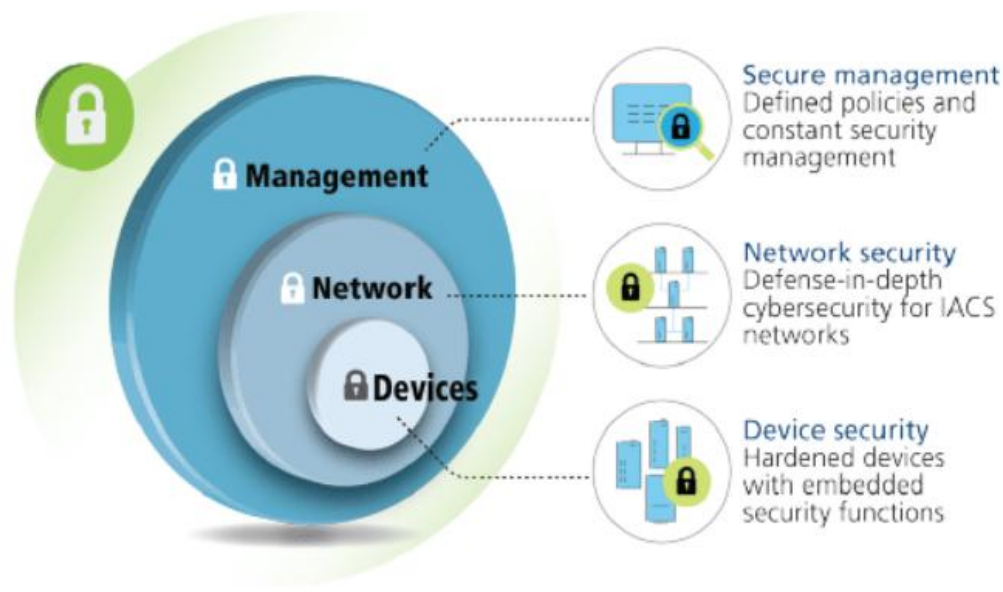 Management
Network
Devices
Secure management
Defined policies and
constant security
management
Network security
Defense-in-depth
cybersecurity for IACS
networks
Device security
Hardened devices
with embedded
security functions